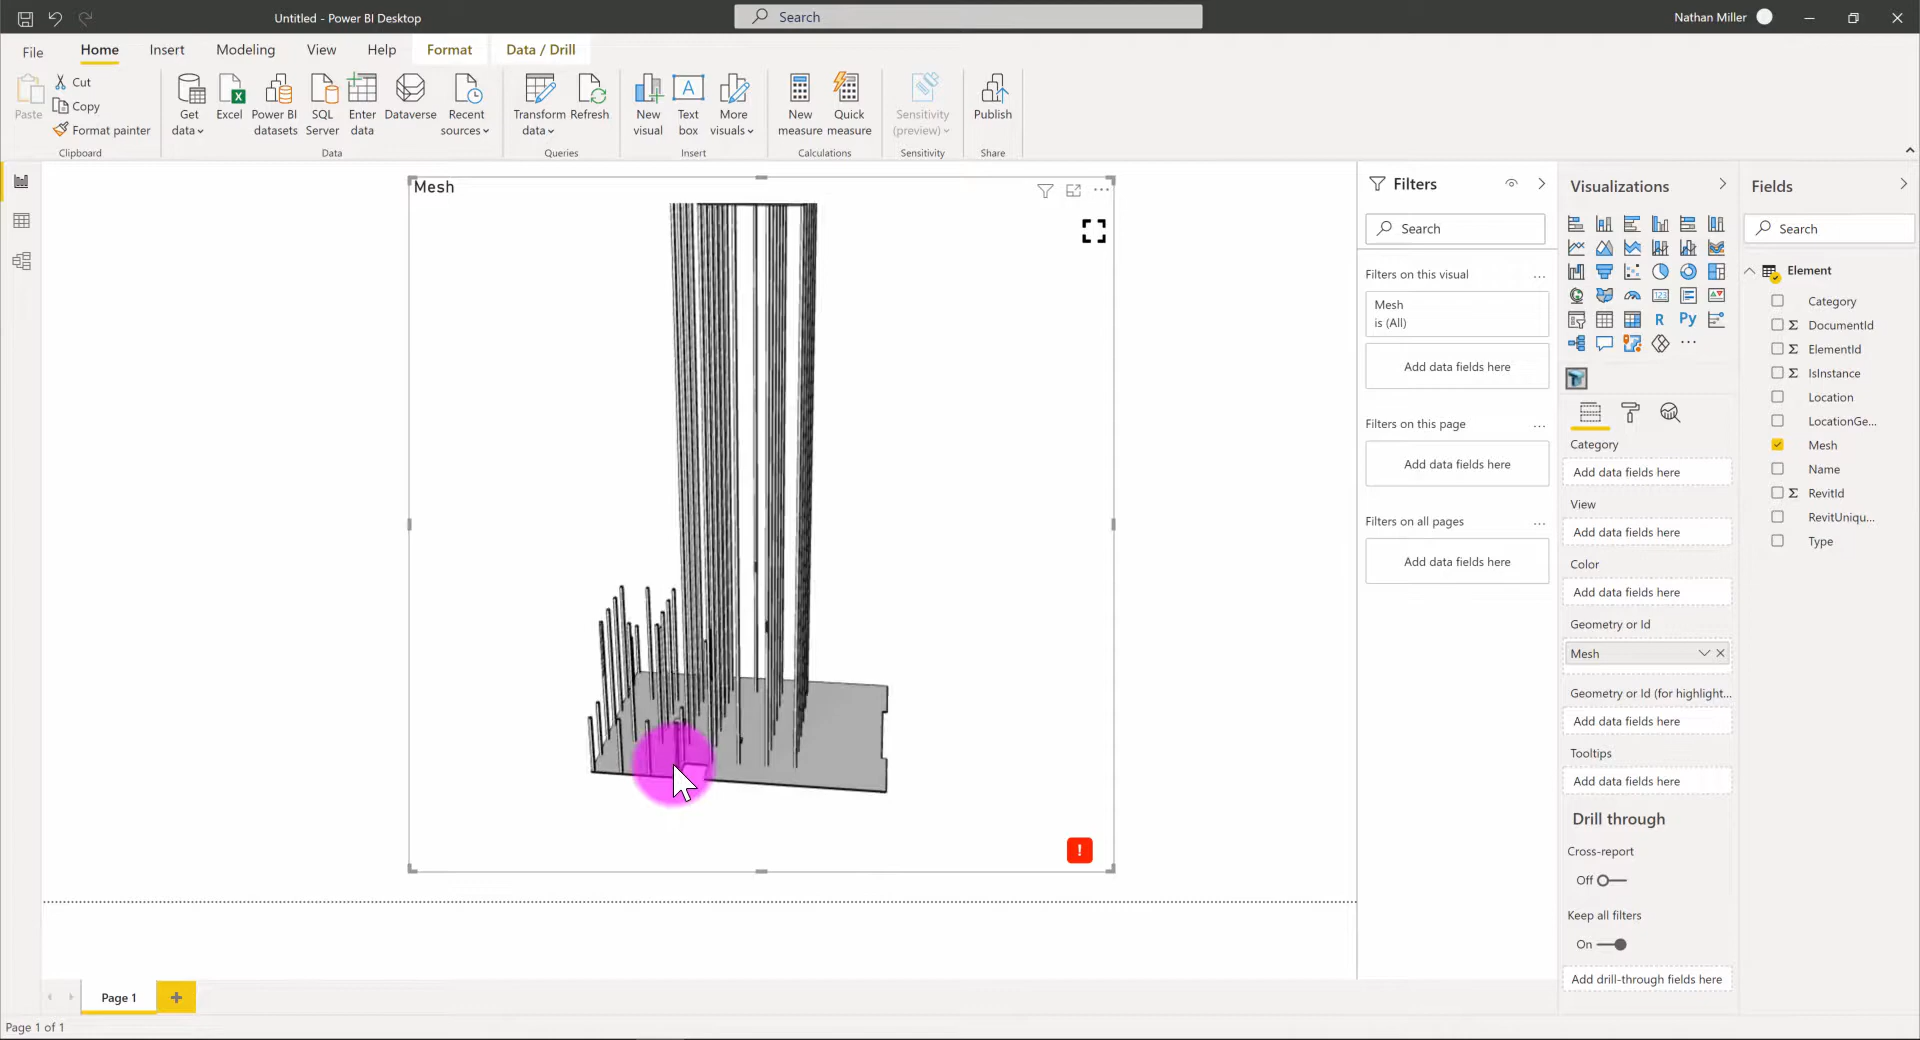 Untitled - Power BI Desktop
Search
Nathan Miller
File
Home
Insert
Modeling
View
Help
Format
Data / Drill
Paste
Cut
Copy
Format painter
Clipboard
Get data
Excel
Power BI datasets
SQL Server
Enter data
Dataverse
Recent sources
Data
Transform data
Refresh
Queries
New visual
A
Text box
More visuals
Insert
New measure
Quick measure
Calculations
Sensitivity (preview)
Sensitivity
Publish
Share
Mesh
!
Filters
Search
Filters on this visual
...
Mesh
is (All)
Add data fields here
Filters on this page
...
Add data fields here
Filters on all pages
...
Add data fields here
Visualizations
123
R
Py
...
Category
Add data fields here
View
Add data fields here
Color
Add data fields here
Geometry or Id
Mesh
Geometry or Id (for highlight...
Add data fields here
Tooltips
Add data fields here
Drill through
Cross-report
Off
Keep all filters
On
Add drill-through fields here
Fields
Search
Element
Category
Σ DocumentId
Σ ElementId
Σ IsInstance
Location
LocationGe...
Mesh
Name
Σ RevitId
RevitUniqu...
Type
Page 1
+
Page 1 of 1